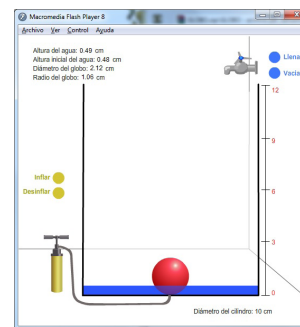 Macromedia Flash Player 8
Archivo Ver Control Ayuda
Altura del agua: 0.49 cm
Altura inicial del agua: 0.48 cm
Diámetro del globo: 2.12 cm
Radio del globo: 1.06 cm
Llena
Vacia
12
9
Inflar
6
Desinflar
3
0
Diámetro del cilindro: 10 cm